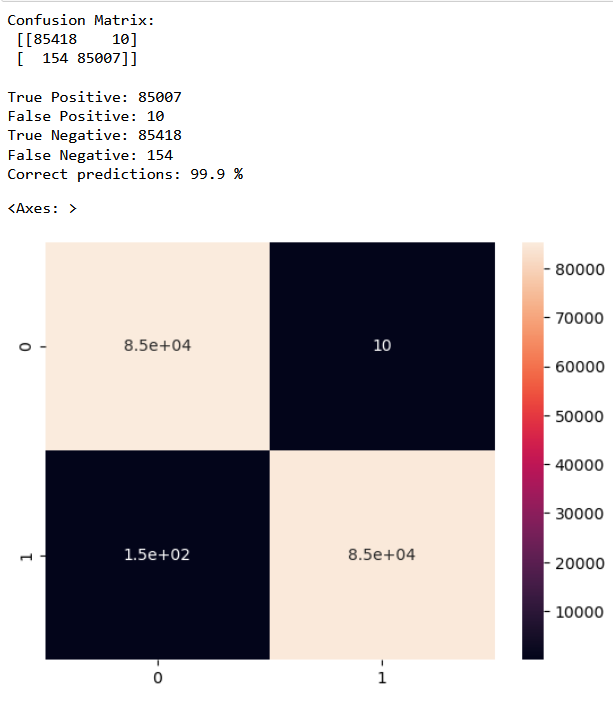 Confusion Matrix:
[[85418    10]
[  154 85007]]
True Positive: 85007
False Positive: 10
True Negative: 85418
False Negative: 154
Correct predictions: 99.9 %
<Axes: >
80000
70000
60000
50000
40000
30000
20000
10000
0
8.5e+04
10
1
1.5e+02
8.5e+04
0
1